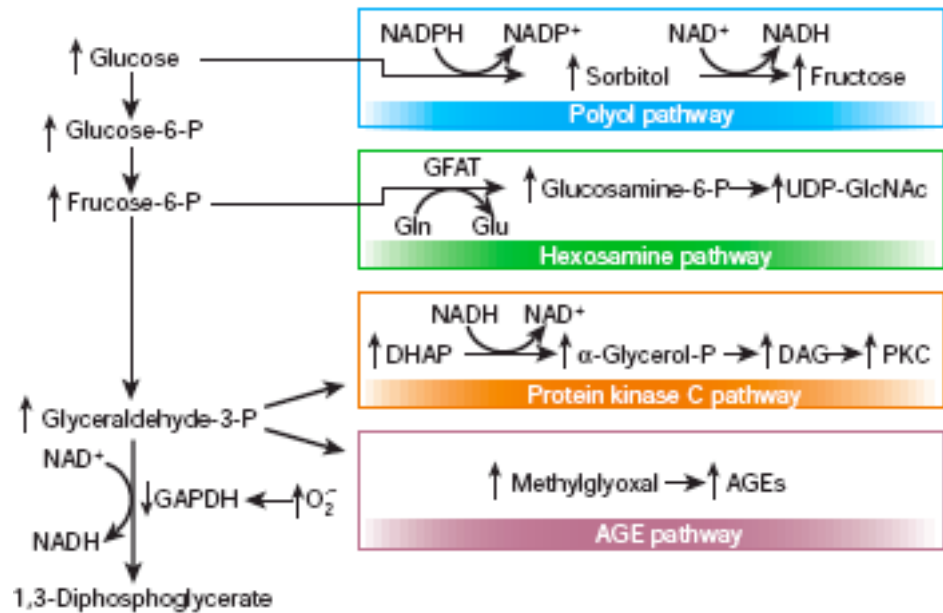 ↑ Glucose
↑ Glucose-6-P
↑ Frucose-6-P
↑ Glyceraldehyde-3-P
NAD⁺
↓GAPDH ← ↑O₂⁻
NADH
1,3-Diphosphoglycerate
NADPH NADP⁺ NAD⁺ NADH
↑ Sorbitol → ↑ Fructose
Polyol pathway
GFAT
↑ Glucosamine-6-P → ↑ UDP-GlcNAc
Gln Glu
Hexosamine pathway
NADH NAD⁺
↑ DHAP → ↑ α-Glycerol-P → ↑ DAG → ↑ PKC
Protein kinase C pathway
↑ Methylglyoxal → ↑ AGEs
AGE pathway